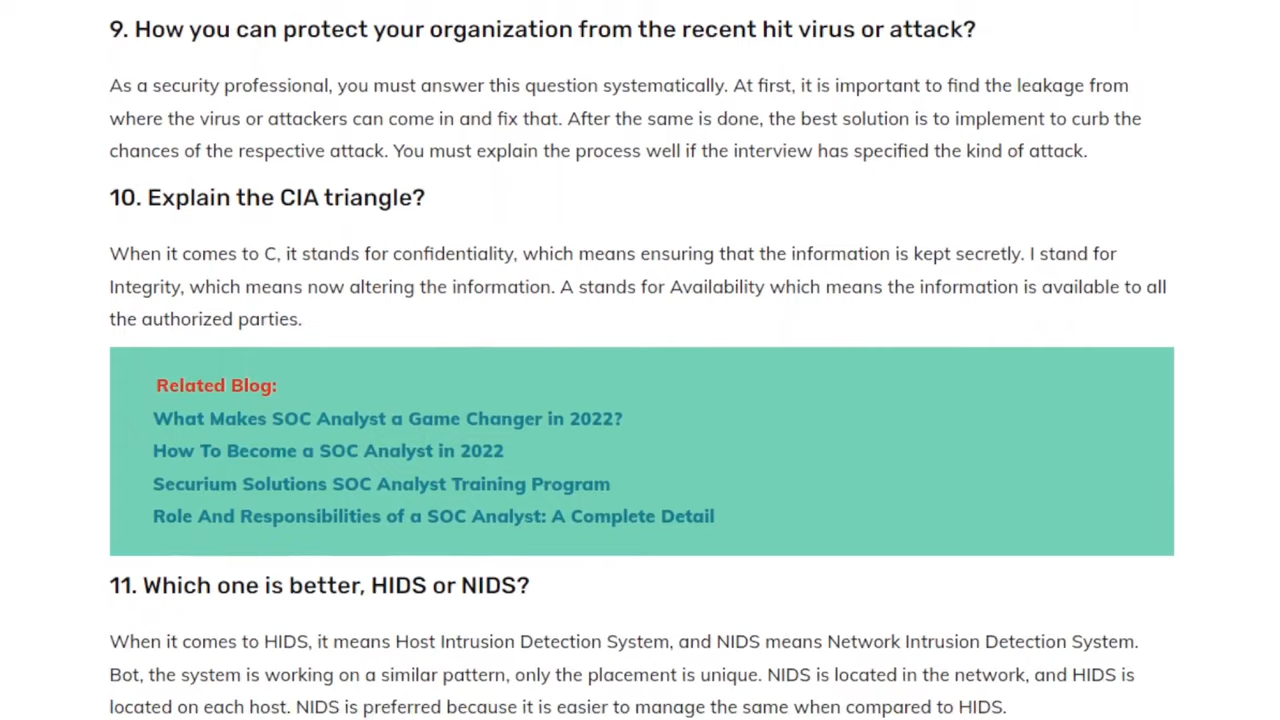 9. How you can protect your organization from the recent hit virus or attack?
As a security professional, you must answer this question systematically. At first, it is important to find the leakage from
where the virus or attackers can come in and fix that. After the same is done, the best solution is to implement to curb the
chances of the respective attack. You must explain the process well if the interview has specified the kind of attack.
10. Explain the CIA triangle?
When it comes to C, it stands for confidentiality, which means ensuring that the information is kept secretly. I stand for
Integrity, which means now altering the information. A stands for Availability which means the information is available to all
the authorized parties.
Related Blog:
What Makes SOC Analyst a Game Changer in 2022?
How To Become a SOC Analyst in 2022
Securium Solutions SOC Analyst Training Program
Role And Responsibilities of a SOC Analyst: A Complete Detail
11. Which one is better, HIDS or NIDS?
When it comes to HIDS, it means Host Intrusion Detection System, and NIDS means Network Intrusion Detection System.
Bot, the system is working on a similar pattern, only the placement is unique. NIDS is located in the network, and HIDS is
located on each host. NIDS is preferred because it is easier to manage the same when compared to HIDS.